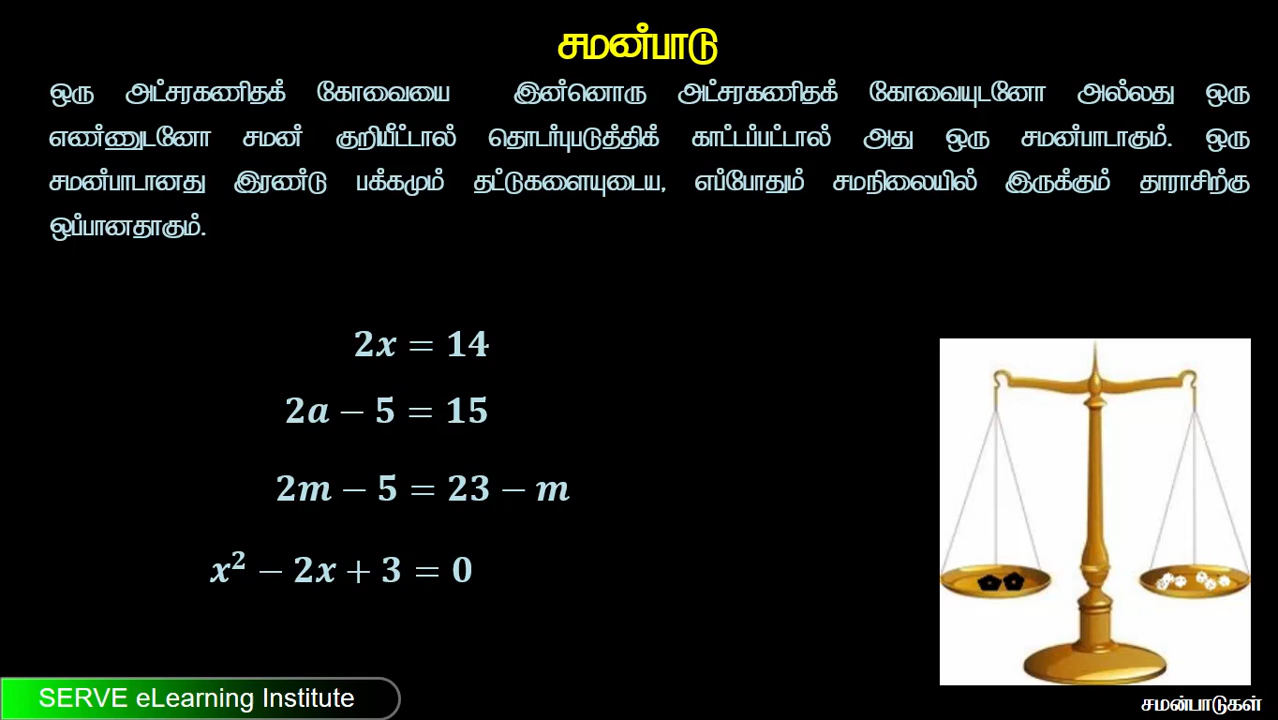 சமன்பாடு
ஒரு அட்சரகணிதக் கோவையை இன்னொரு அட்சரகணிதக் கோவையுடனோ அல்லது ஒரு
எண்ணுடனோ சமன் குறியீட்டால் தொடர்புபடுத்திக் காட்டப்பட்டால் அது ஒரு சமன்பாடாகும். ஒரு
சமன்பாடானது இரண்டு பக்கமும் தட்டுகளையுடைய, எப்போதும் சமநிலையில் இருக்கும் தாராசிற்கு
ஒப்பானதாகும்.
2x = 14
2a − 5 = 15
2m − 5 = 23 − m
x² − 2x + 3 = 0
SERVE eLearning Institute
சமன்பாடுகள்